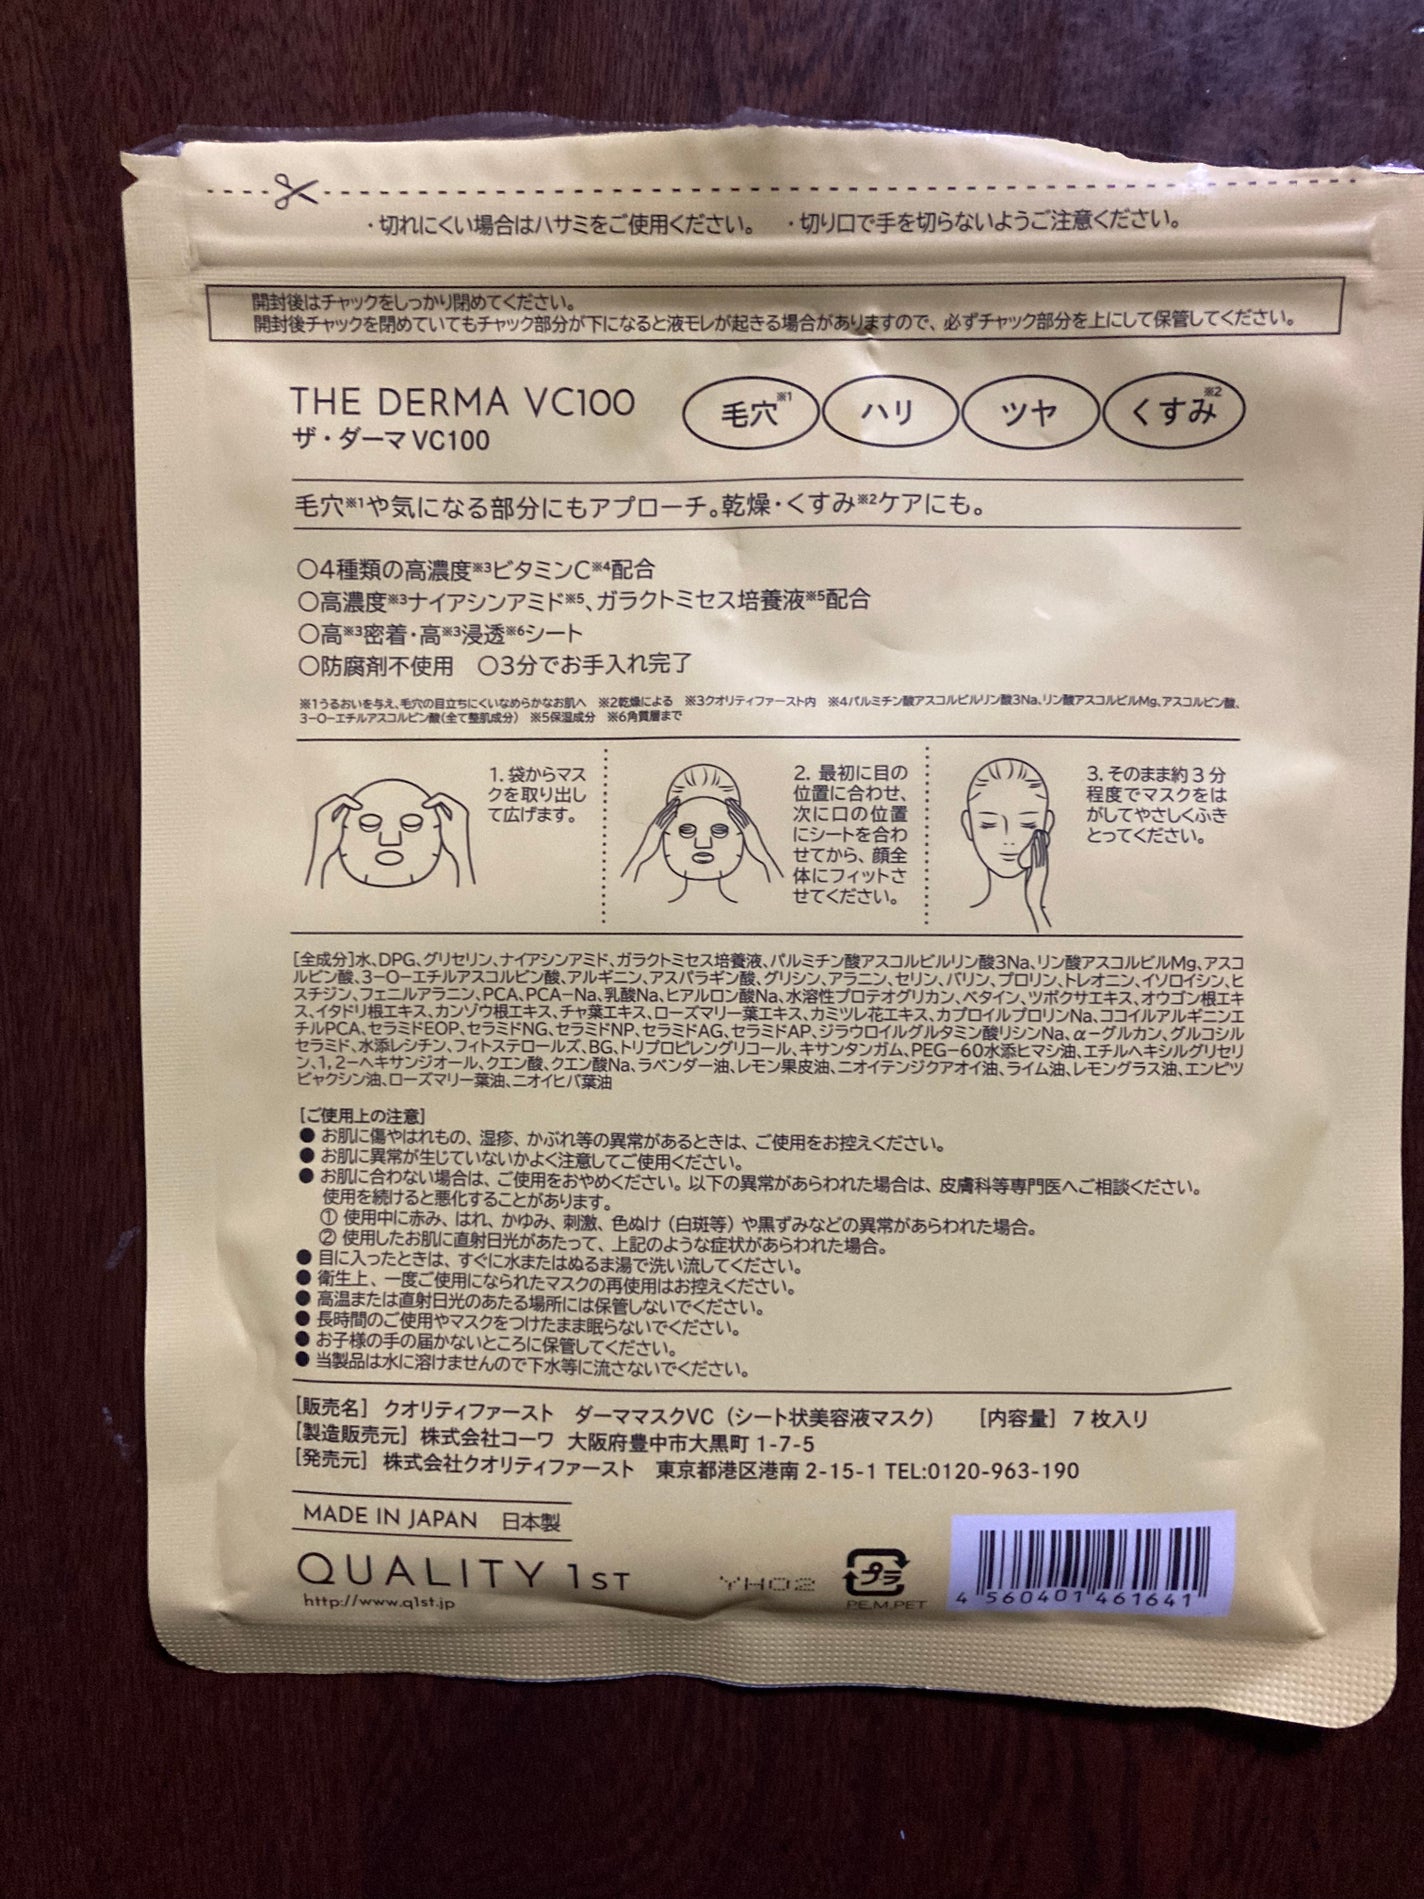 ・切れにくい場合はハサミをご使用ください。 ・切り口で手を切らないようご注意ください。
開封後はチャックをしっかり閉めてください。
開封後チャックを閉めていてもチャック部分が下になると液モレが起きる場合がありますので、必ずチャック部分を上にして保管してください。
THE DERMA VC100
ザ・ダーマ VC100
毛穴※1 ハリ ツヤ くすみ※2
毛穴※1や気になる部分にもアプローチ。乾燥・くすみ※2ケアにも。
○4種類の高濃度※3ビタミンC※4配合
○高濃度※3ナイアシンアミド※5、ガラクトミセス培養液※5配合
○高※3密着・高※3浸透※6シート
○防腐剤不使用 ○3分でお手入れ完了
※1うるおいを与え、毛穴の目立ちにくいなめらかなお肌へ ※2乾燥による ※3クオリティファースト内 ※4パルミチン酸アスコルビルリン酸3Na、リン酸アスコルビルMg、アスコルビン酸、
3-O-エチルアスコルビン酸(全て整肌成分) ※5保湿成分 ※6角質層まで
1. 袋からマス
クを取り出し
て広げます。
2. 最初に目の
位置に合わせ、
次に口の位置
にシートを合わ
せてから、顔全
体にフィットさ
せてください。
3. そのまま約3分
程度でマスクをは
がしてやさしくふき
とってください。
[全成分]水、DPG、グリセリン、ナイアシンアミド、ガラクトミセス培養液、パルミチン酸アスコルビルリン酸3Na、リン酸アスコルビルMg、アスコ
ルビン酸、3-O-エチルアスコルビン酸、アルギニン、アスパラギン酸、グリシン、アラニン、セリン、バリン、プロリン、トレオニン、イソロイシン、ヒ
スチジン、フェニルアラニン、PCA、PCA-Na、乳酸Na、ヒアルロン酸Na、水溶性プロテオグリカン、ベタイン、ツボクサエキス、オウゴン根エキ
ス、イタドリ根エキス、カンゾウ根エキス、チャ葉エキス、ローズマリー葉エキス、カミツレ花エキス、カプロイルプロリンNa、ココイルアルギニンエ
チルPCA、セラミドEOP、セラミドNG、セラミドNP、セラミドAG、セラミドAP、ジラウロイルグルタミン酸リシンNa、α-グルカン、グルコシル
セラミド、水添レシチン、フィトステロールズ、BG、トリプロピレングリコール、キサンタンガム、PEG-60水添ヒマシ油、エチルヘキシルグリセリ
ン、1,2-ヘキサンジオール、クエン酸、クエン酸Na、ラベンダー油、レモン果皮油、ニオイテンジクアオイ油、ライム油、レモングラス油、エンピツ
ビャクシン油、ローズマリー葉油、ニオイヒバ葉油
[ご使用上の注意]
● お肌に傷やはれもの、湿疹、かぶれ等の異常があるときは、ご使用をお控えください。
● お肌に異常が生じていないかよく注意してご使用ください。
● お肌に合わない場合は、ご使用をおやめください。以下の異常があらわれた場合は、皮膚科等専門医へご相談ください。
使用を続けると悪化することがあります。
① 使用中に赤み、はれ、かゆみ、刺激、色ぬけ(白斑等)や黒ずみなどの異常があらわれた場合。
② 使用したお肌に直射日光があたって、上記のような症状があらわれた場合。
● 目に入ったときは、すぐに水またはぬるま湯で洗い流してください。
● 衛生上、一度ご使用になられたマスクの再使用はお控えください。
● 高温または直射日光のあたる場所には保管しないでください。
● 長時間のご使用やマスクをつけたまま眠らないでください。
● お子様の手の届かないところに保管してください。
● 当製品は水に溶けませんので下水等に流さないでください。
[販売名] クオリティファースト ダーママスクVC (シート状美容液マスク) [内容量] 7枚入り
[製造販売元] 株式会社コーワ 大阪府豊中市大黒町 1-7-5
[発売元] 株式会社クオリティファースト 東京都港区港南 2-15-1 TEL:0120-963-190
MADE IN JAPAN 日本製
QUALITY 1ST
http://www.q1st.jp
YH02
プラ
PE.M.PET
4 560401 461641